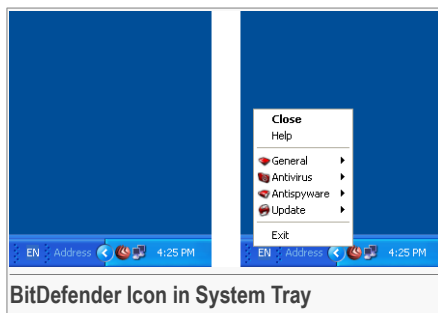 EN Address 4:25 PM
Close
Help
General
Antivirus
Antispyware
Update
Exit
EN Address 4:25 PM
BitDefender Icon in System Tray